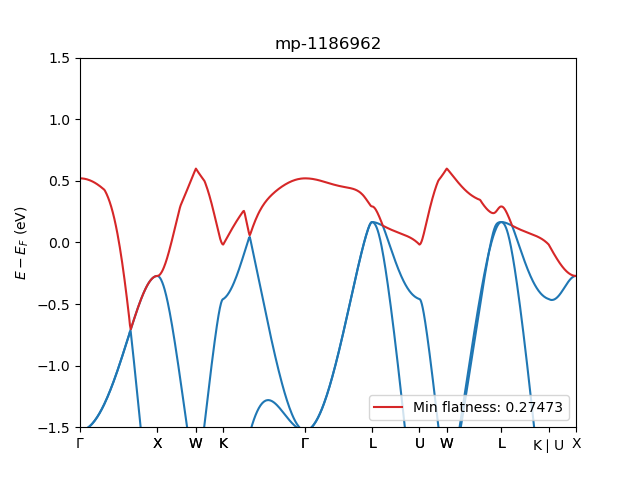 mp-1186962
1.5
1.0
0.5
0.0
−0.5
−1.0
−1.5
E − E_F (eV)
Min flatness: 0.27473
Γ X W K Γ L U W L K | U X